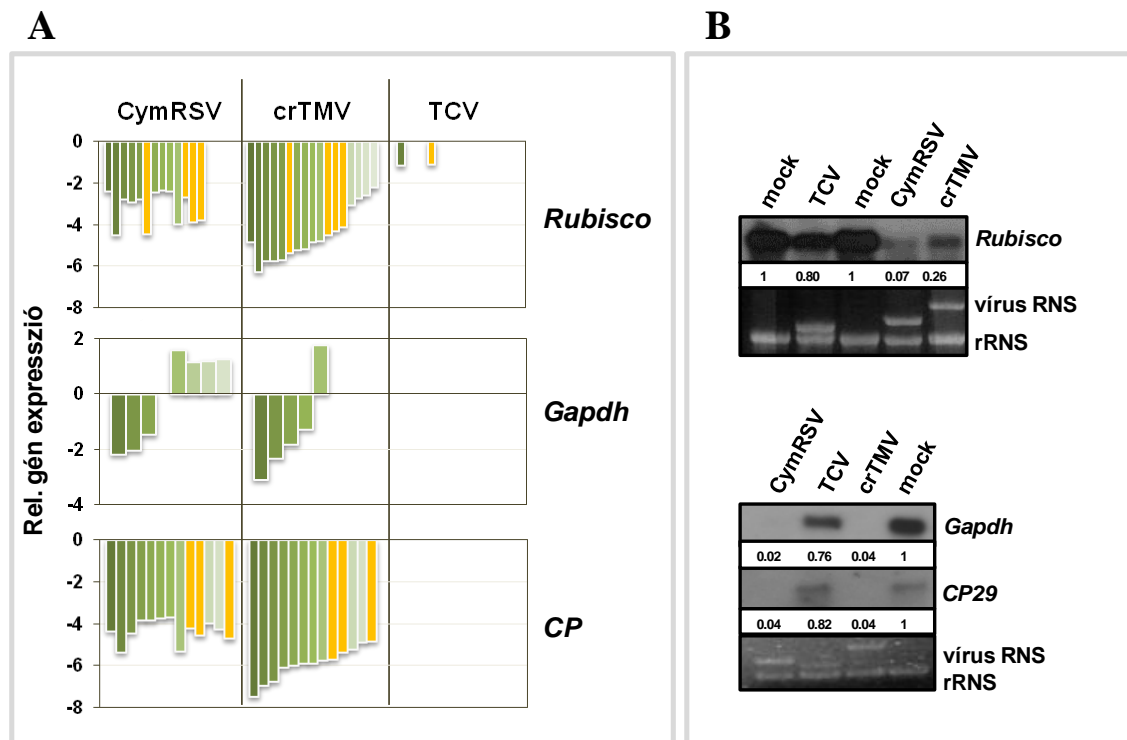 A
B
CymRSV crTMV TCV
0
-2
-4
-6
-8
Rubisco
2
0
-2
-4
Gapdh
0
-2
-4
-6
-8
CP
Rel. gén expresszió
mock TCV mock CymRSV crTMV
Rubisco
1 0.80 1 0.07 0.26
vírus RNS
rRNS
CymRSV TCV crTMV mock
Gapdh
0.02 0.76 0.04 1
CP29
0.04 0.82 0.04 1
vírus RNS
rRNS